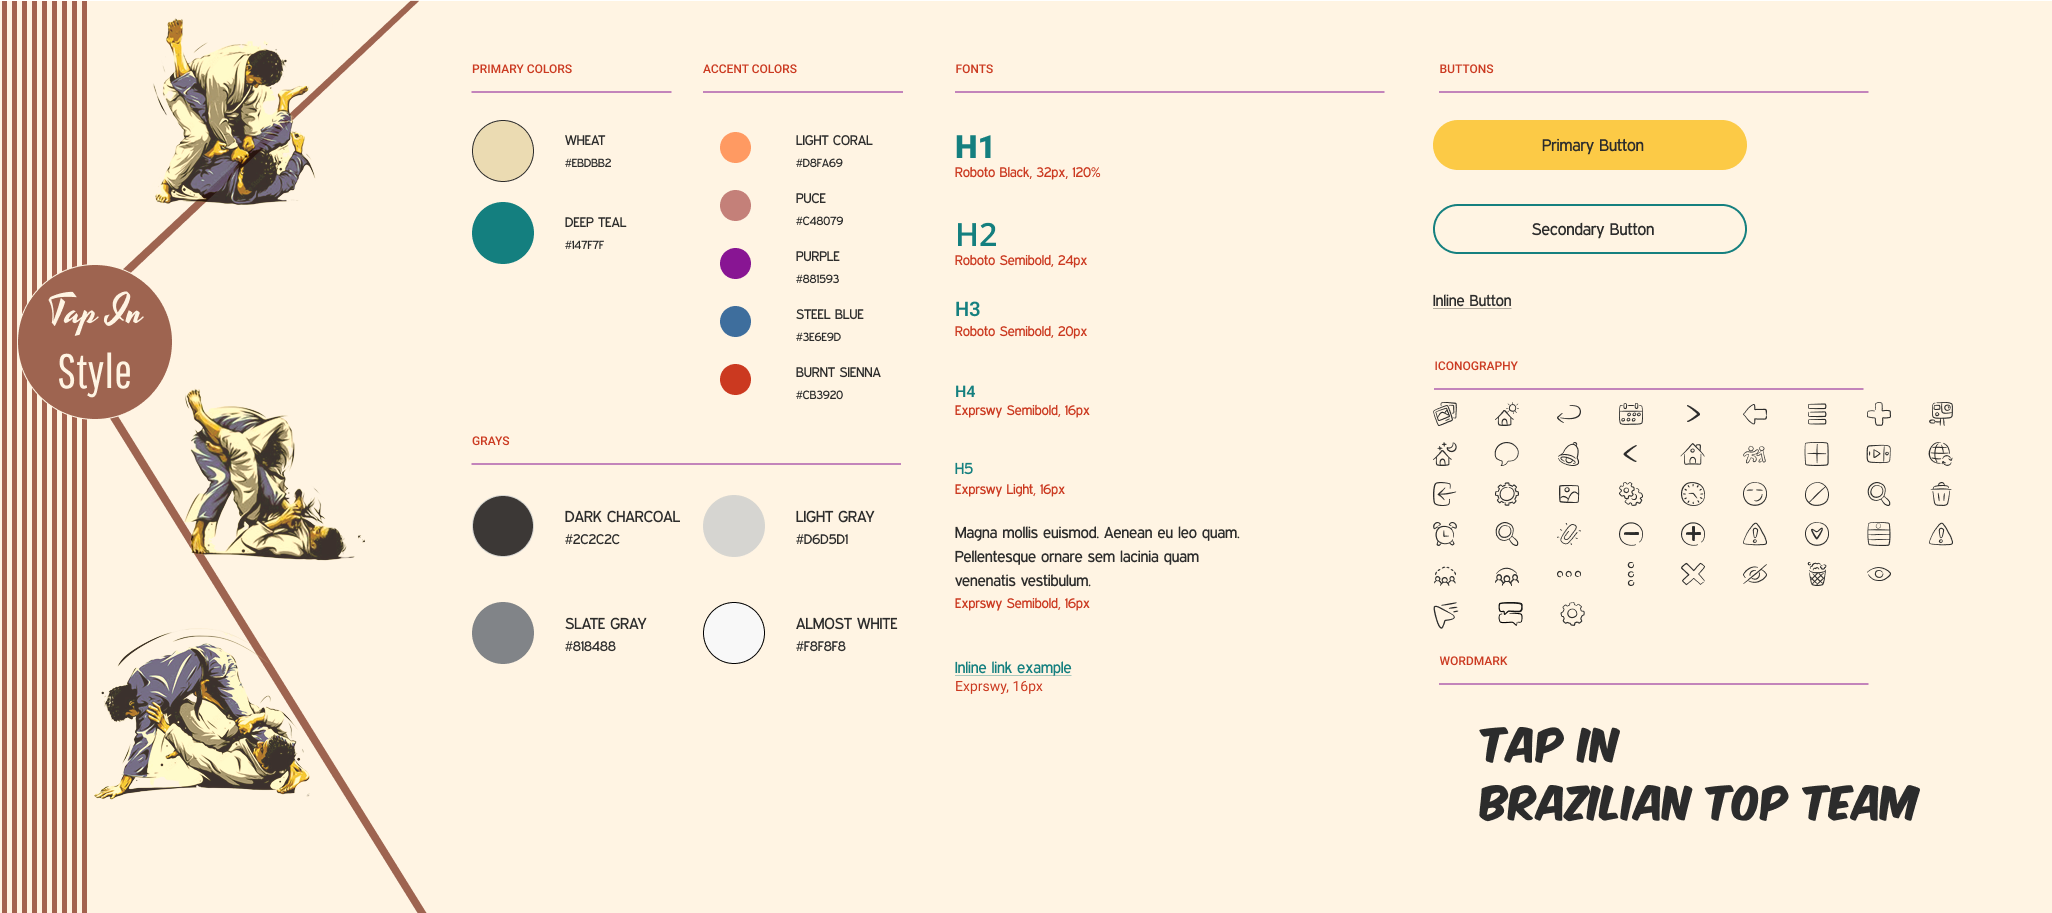 Tap In
Style
PRIMARY COLORS
WHEAT
#EBDBB2
DEEP TEAL
#147F7F
ACCENT COLORS
LIGHT CORAL
#D8FA69
PUCE
#C48079
PURPLE
#881593
STEEL BLUE
#3E6E9D
BURNT SIENNA
#CB3920
GRAYS
DARK CHARCOAL
#2C2C2C
LIGHT GRAY
#D6D5D1
SLATE GRAY
#818488
ALMOST WHITE
#F8F8F8
FONTS
H1
Roboto Black, 32px, 120%
H2
Roboto Semibold, 24px
H3
Roboto Semibold, 20px
H4
Exprswy Semibold, 16px
H5
Exprswy Light, 16px
Magna mollis euismod. Aenean eu leo quam.
Pellentesque ornare sem lacinia quam
venenatis vestibulum.
Exprswy Semibold, 16px
Inline link example
Exprswy, 16px
BUTTONS
Primary Button
Secondary Button
Inline Button
ICONOGRAPHY
WORDMARK
TAP IN
BRAZILIAN TOP TEAM